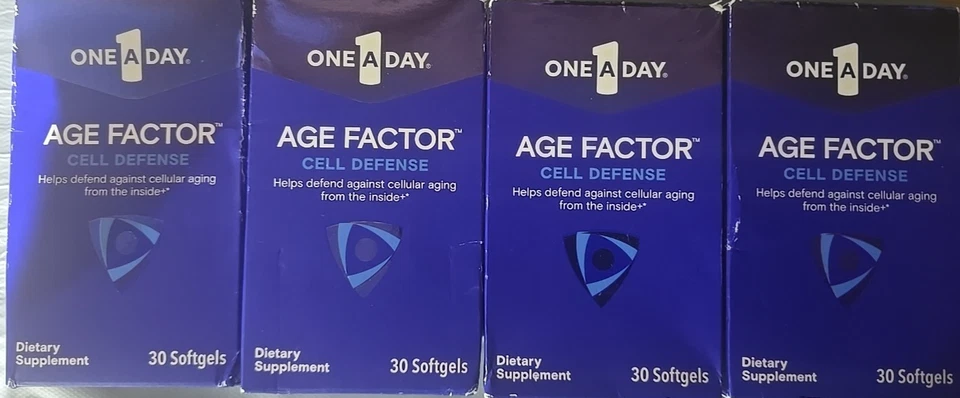 ONE A DAY®
AGE FACTOR™
CELL DEFENSE
Helps defend against cellular aging
from the inside+*
Dietary
Supplement
30 Softgels
ONE A DAY®
AGE FACTOR™
CELL DEFENSE
Helps defend against cellular aging
from the inside+*
Dietary
Supplement
30 Softgels
ONE A DAY®
AGE FACTOR™
CELL DEFENSE
Helps defend against cellular aging
from the inside+*
Dietary
Supplement
30 Softgels
ONE A DAY®
AGE FACTOR™
CELL DEFENSE
Helps defend against cellular aging
from the inside+*
Dietary
Supplement
30 Softgels